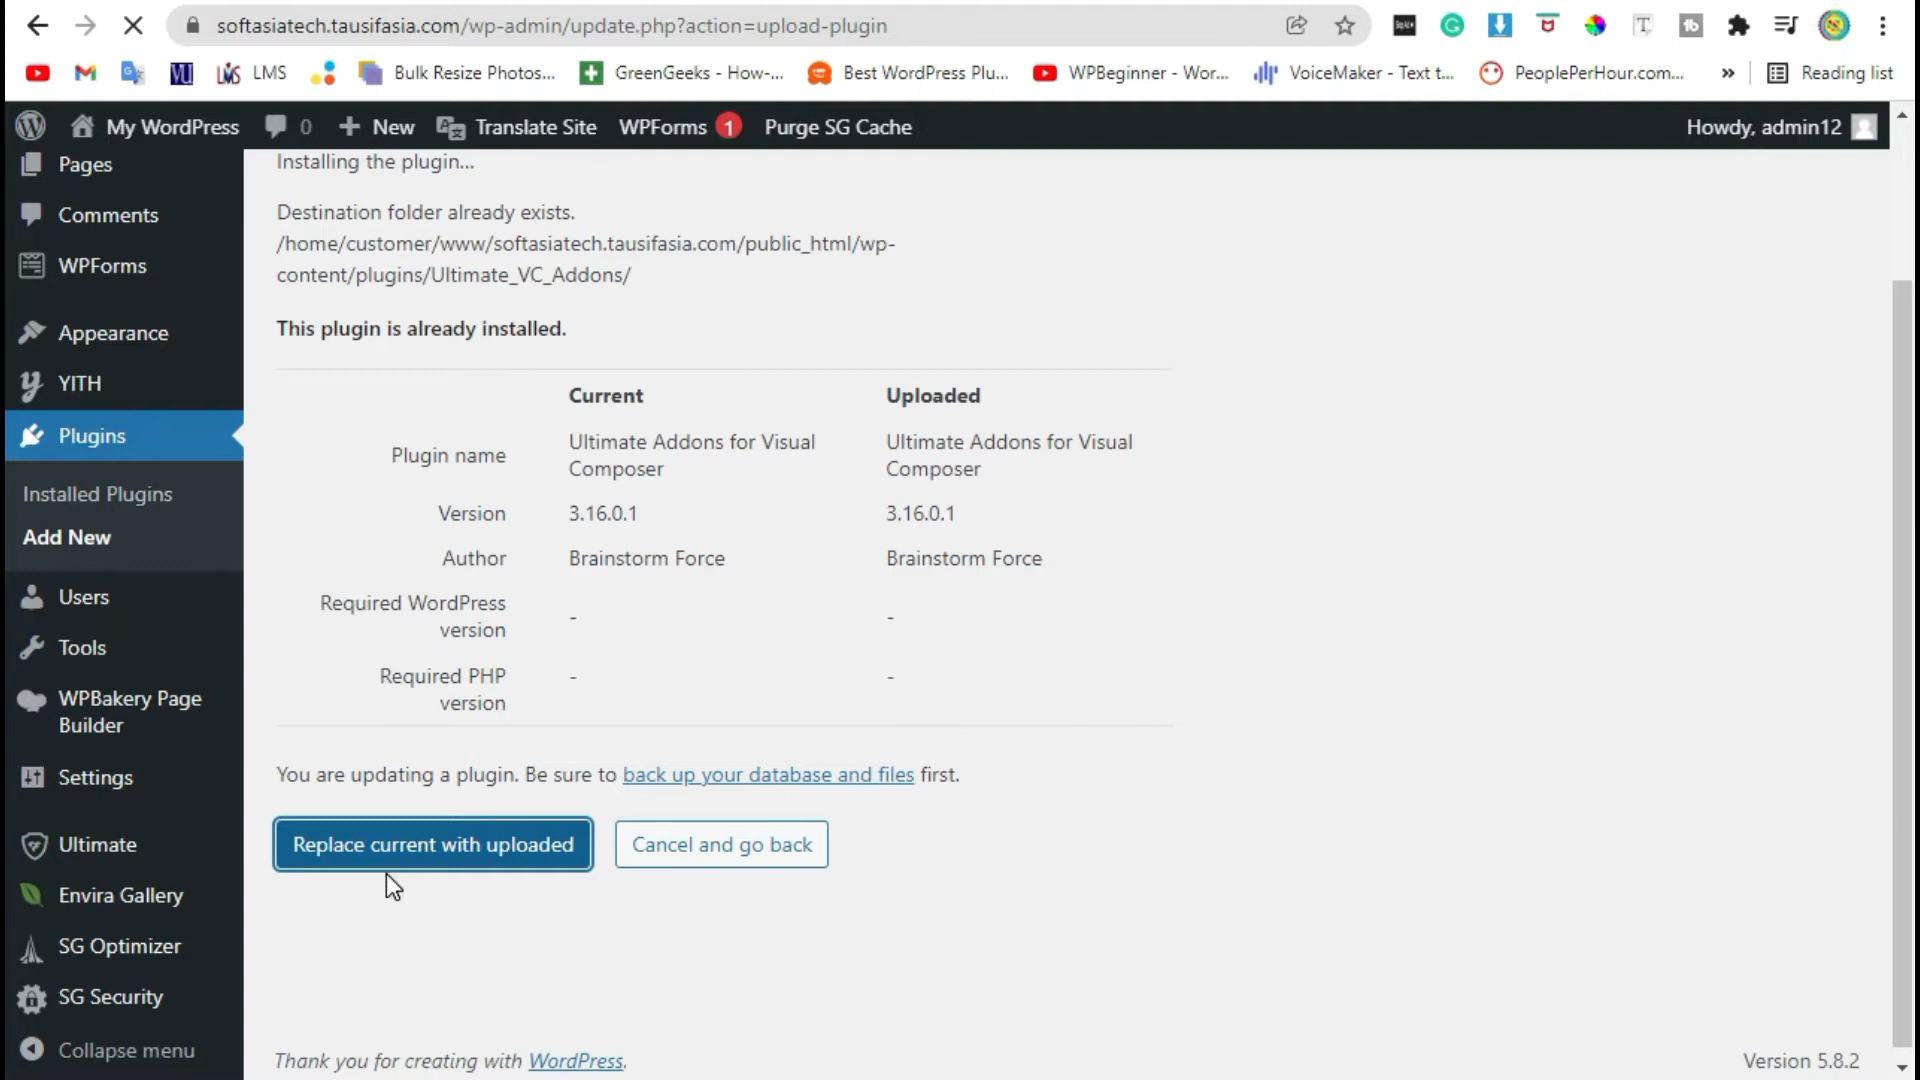 softasiatech.tausifasia.com/wp-admin/update.php?action=upload-plugin
LMS
Bulk Resize Photos...
GreenGeeks - How-...
Best WordPress Plu...
WPBeginner - Wor...
VoiceMaker - Text t...
PeoplePerHour.com...
»
Reading list
My WordPress
0
New
Translate Site
WPForms 1
Purge SG Cache
Howdy, admin12
Pages
Comments
WPForms
Appearance
YITH
Plugins
Installed Plugins
Add New
Users
Tools
WPBakery Page
Builder
Settings
Ultimate
Envira Gallery
SG Optimizer
SG Security
Collapse menu
Installing the plugin...
Destination folder already exists.
/home/customer/www/softasiatech.tausifasia.com/public_html/wp-
content/plugins/Ultimate_VC_Addons/
This plugin is already installed.
Current Uploaded
Plugin name Ultimate Addons for Visual Composer Ultimate Addons for Visual Composer
Version 3.16.0.1 3.16.0.1
Author Brainstorm Force Brainstorm Force
Required WordPress version - -
Required PHP version - -
You are updating a plugin. Be sure to back up your database and files first.
Replace current with uploaded
Cancel and go back
Thank you for creating with WordPress.
Version 5.8.2